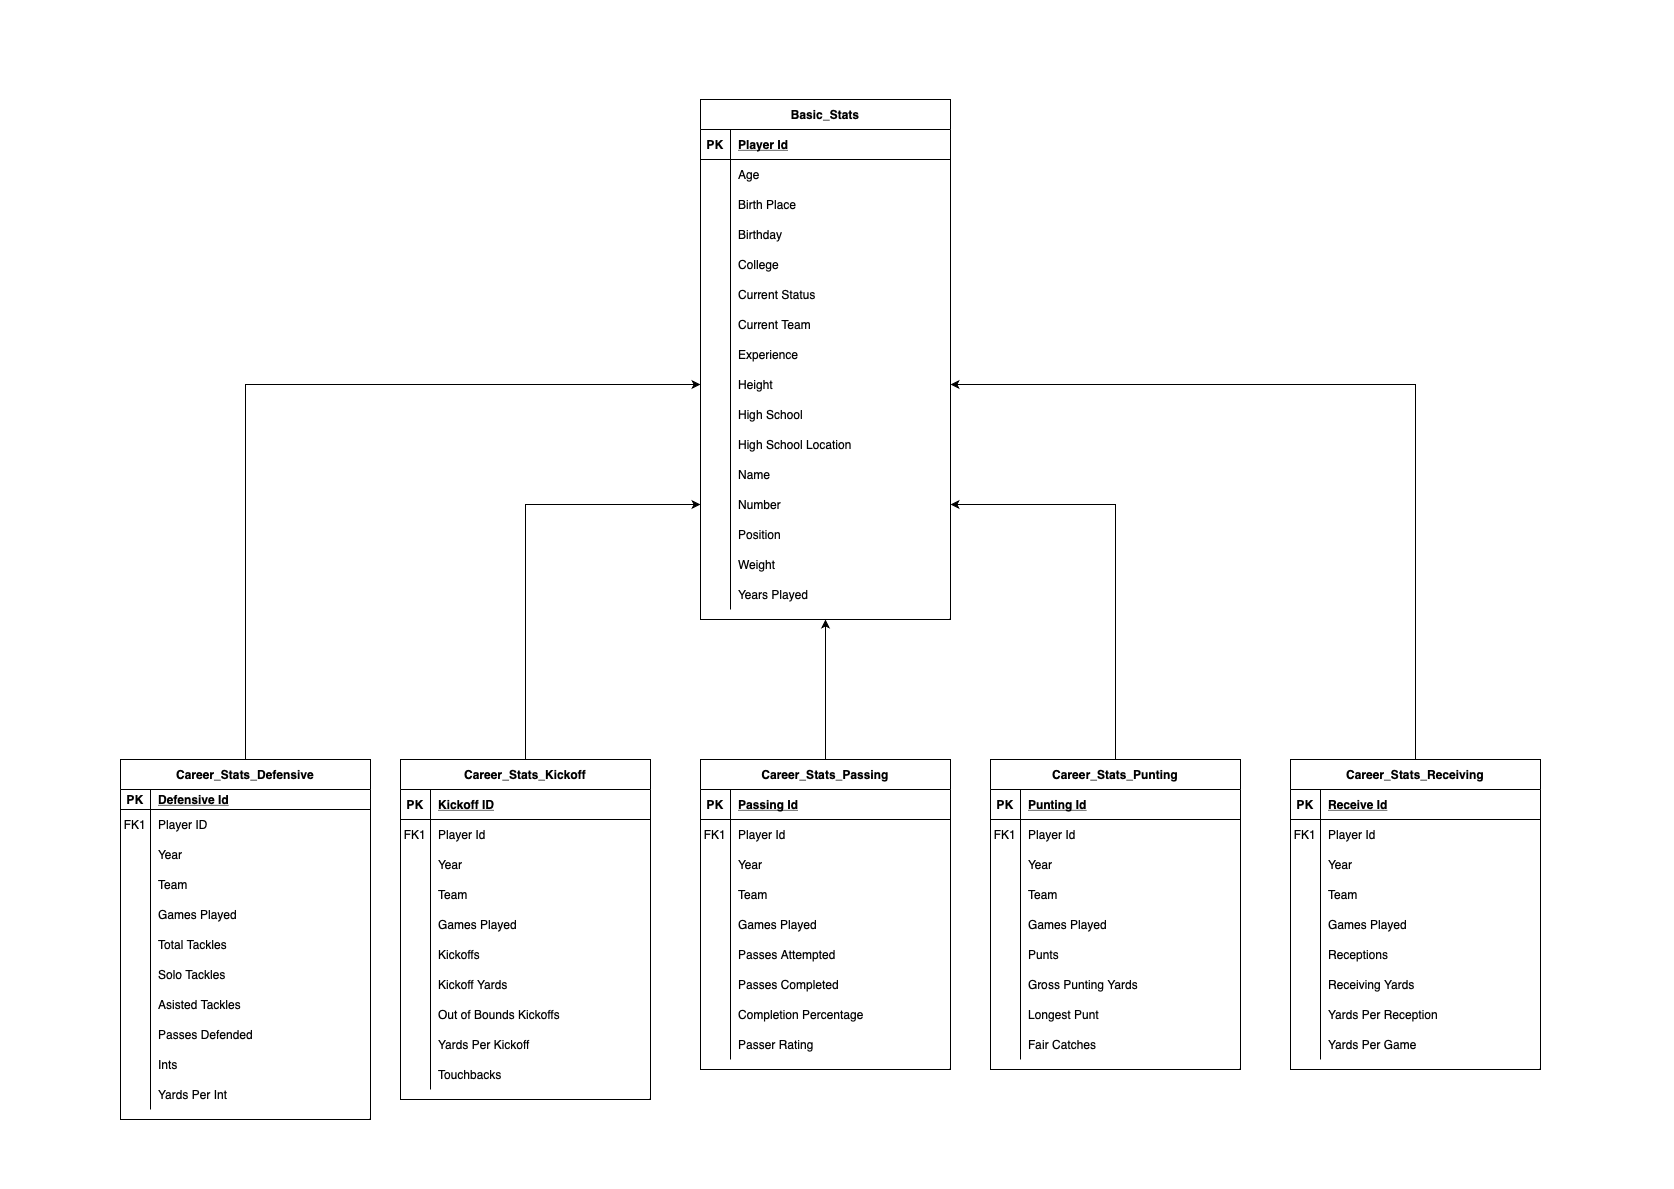 Basic_Stats
PK Player Id
Age
Birth Place
Birthday
College
Current Status
Current Team
Experience
Height
High School
High School Location
Name
Number
Position
Weight
Years Played
Career_Stats_Defensive
PK Defensive Id
FK1 Player ID
Year
Team
Games Played
Total Tackles
Solo Tackles
Asisted Tackles
Passes Defended
Ints
Yards Per Int
Career_Stats_Kickoff
PK Kickoff ID
FK1 Player Id
Year
Team
Games Played
Kickoffs
Kickoff Yards
Out of Bounds Kickoffs
Yards Per Kickoff
Touchbacks
Career_Stats_Passing
PK Passing Id
FK1 Player Id
Year
Team
Games Played
Passes Attempted
Passes Completed
Completion Percentage
Passer Rating
Career_Stats_Punting
PK Punting Id
FK1 Player Id
Year
Team
Games Played
Punts
Gross Punting Yards
Longest Punt
Fair Catches
Career_Stats_Receiving
PK Receive Id
FK1 Player Id
Year
Team
Games Played
Receptions
Receiving Yards
Yards Per Reception
Yards Per Game